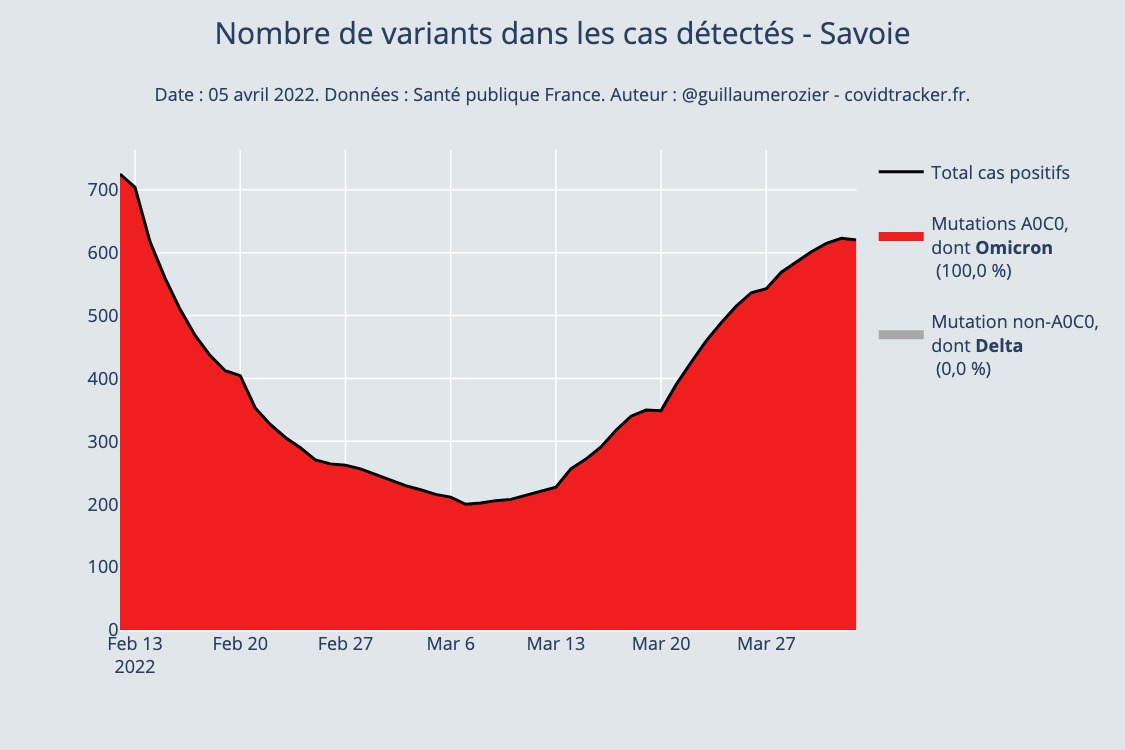 Nombre de variants dans les cas détectés - Savoie
Date : 05 avril 2022. Données : Santé publique France. Auteur : @guillaumerozier - covidtracker.fr.
700
600
500
400
300
200
100
0
Feb 13
2022
Feb 20
Feb 27
Mar 6
Mar 13
Mar 20
Mar 27
Total cas positifs
Mutations A0C0,
dont Omicron
(100,0 %)
Mutation non-A0C0,
dont Delta
(0,0 %)